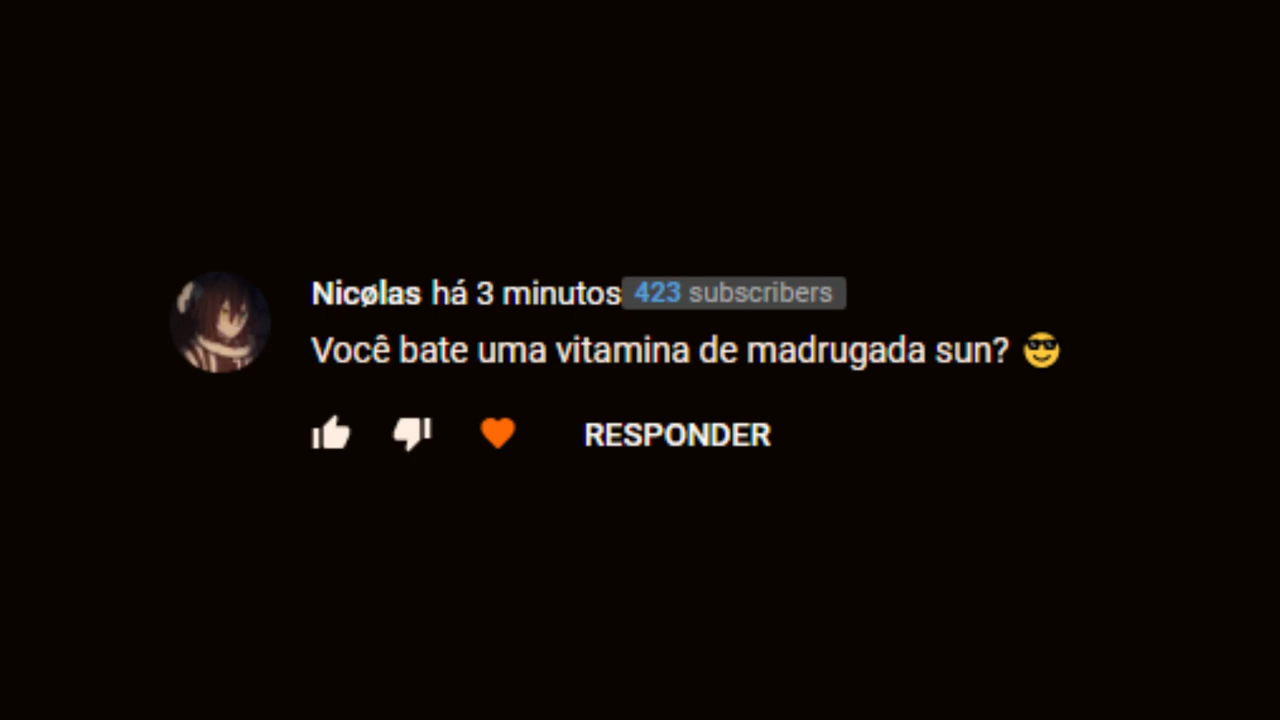 Nicølas há 3 minutos 423 subscribers
Você bate uma vitamina de madrugada sun? 😎
RESPONDER